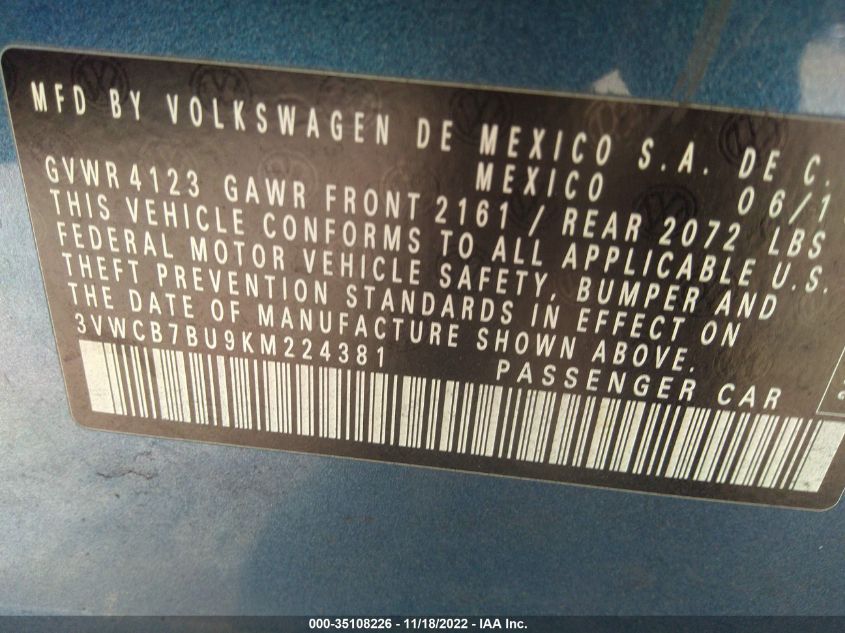 MFD BY VOLKSWAGEN DE MEXICO S.A. DE C.
MEXICO 06/1
GVWR 4123 GAWR FRONT 2161 / REAR 2072 LBS
THIS VEHICLE CONFORMS TO ALL APPLICABLE U.S.
FEDERAL MOTOR VEHICLE SAFETY, BUMPER AND
THEFT PREVENTION STANDARDS IN EFFECT ON
THE DATE OF MANUFACTURE SHOWN ABOVE.
3VWCB7BU9KM224381 PASSENGER CAR
000-35108226 - 11/18/2022 - IAA Inc.